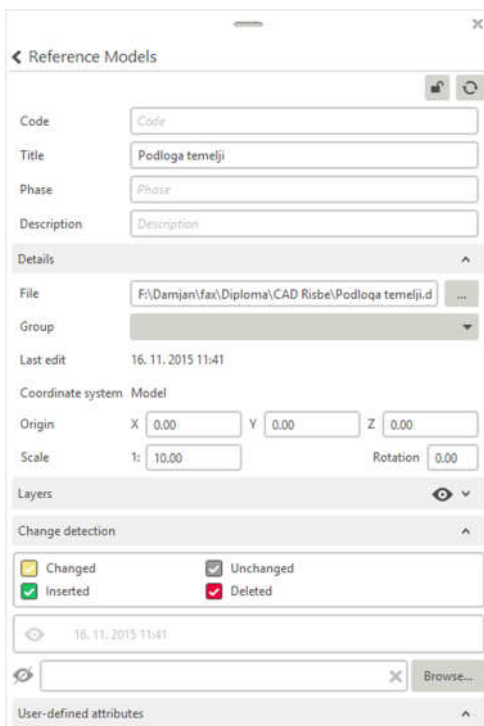 Reference Models
Code Code
Title Podloga temelji
Phase Phase
Description Description
Details
File F:\Damjan\fax\Diploma\CAD Risbe\Podloga temelji.d ...
Group
Last edit 16. 11. 2015 11:41
Coordinate system Model
Origin X 0.00 Y 0.00 Z 0.00
Scale 1: 10.00 Rotation 0.00
Layers
Change detection
Changed Unchanged
Inserted Deleted
16. 11. 2015 11:41
Browse...
User-defined attributes